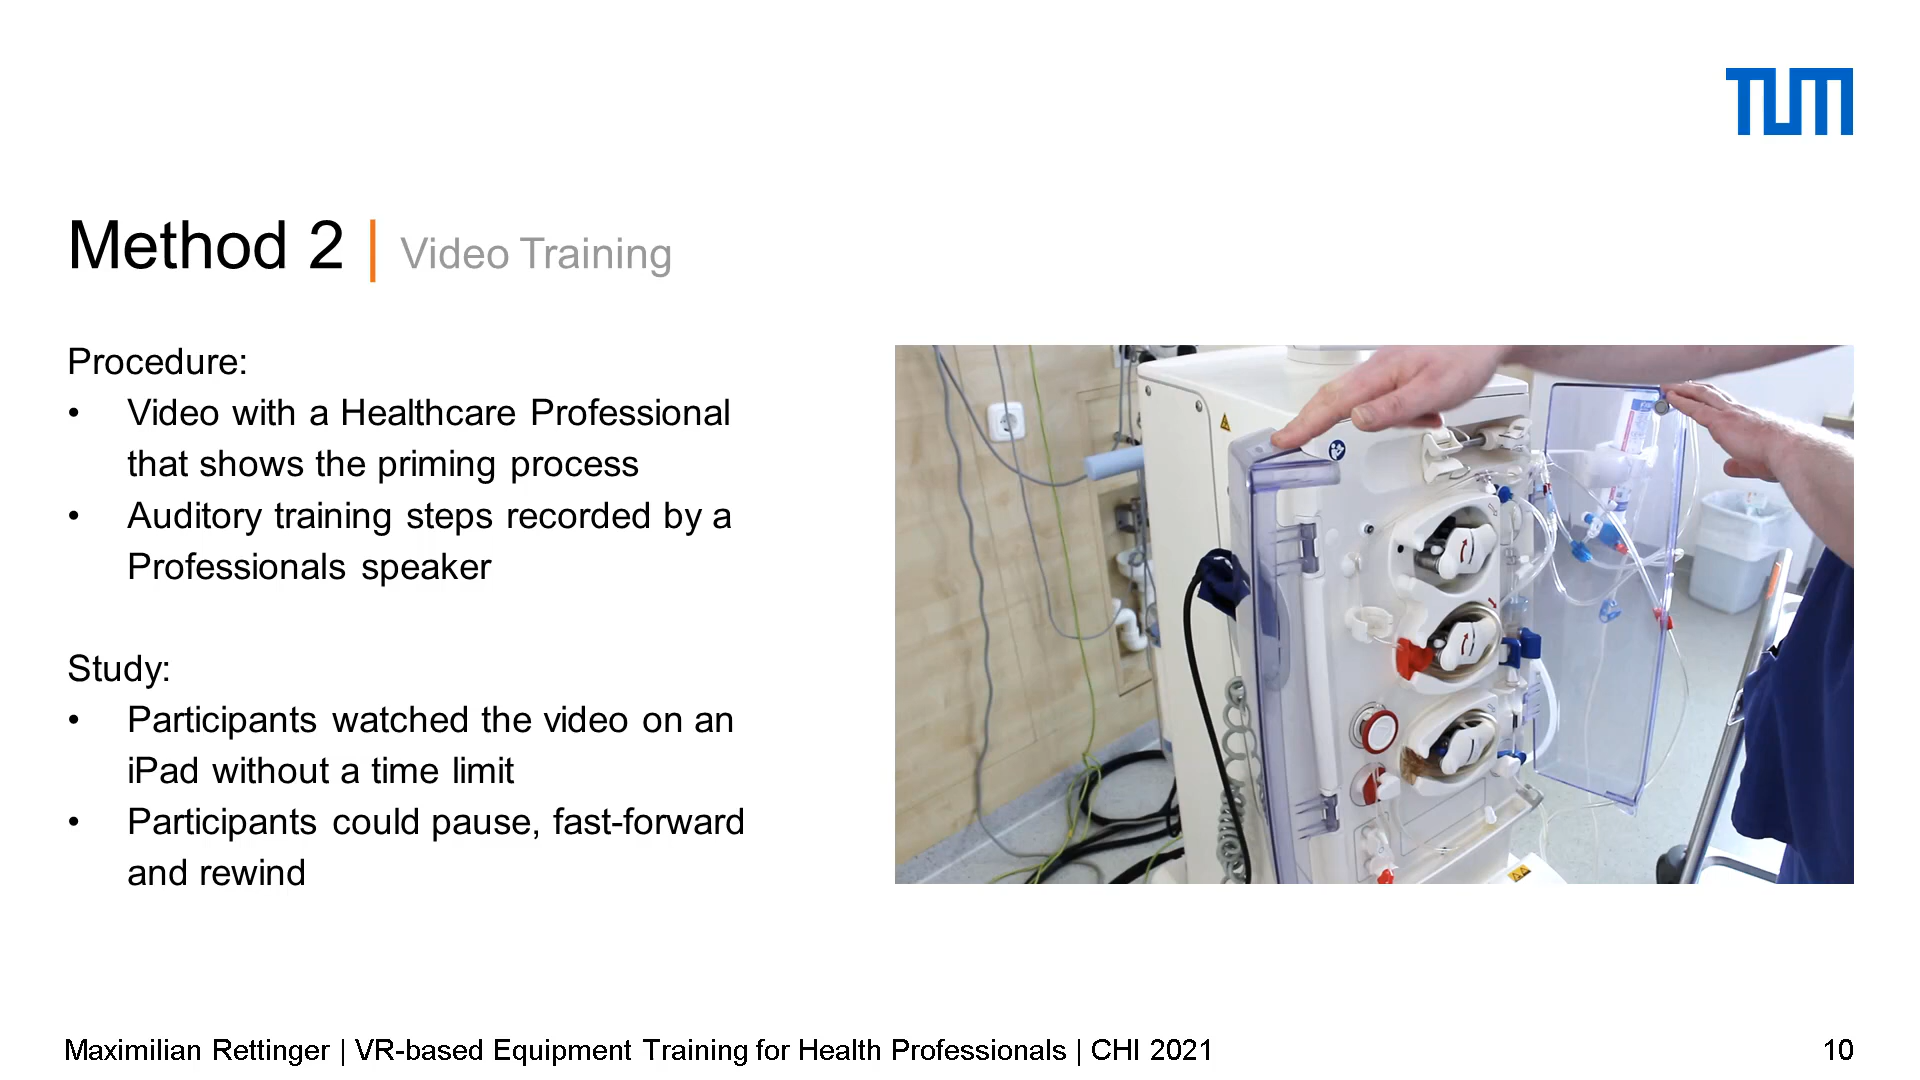 TUM
Method 2 | Video Training
Procedure:
• Video with a Healthcare Professional
that shows the priming process
• Auditory training steps recorded by a
Professionals speaker
Study:
• Participants watched the video on an
iPad without a time limit
• Participants could pause, fast-forward
and rewind
Maximilian Rettinger | VR-based Equipment Training for Health Professionals | CHI 2021
10